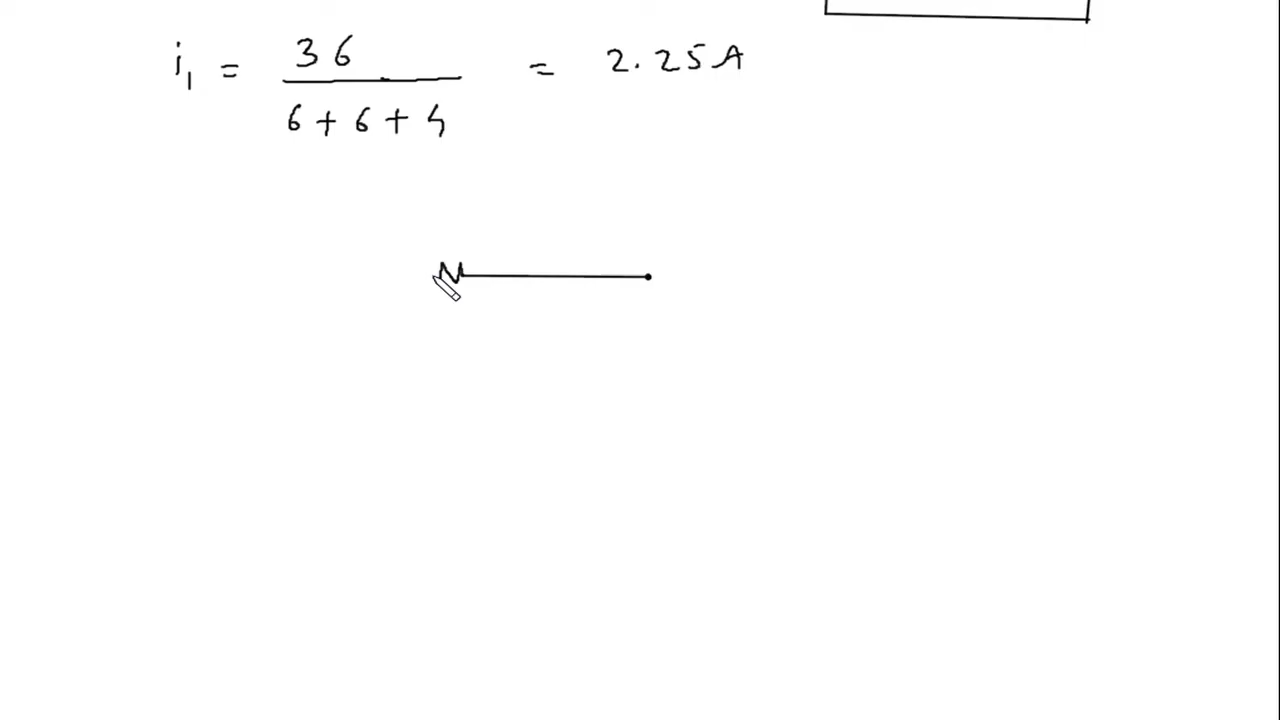 i₁ = 36 / 6 + 6 + 4 = 2.25A